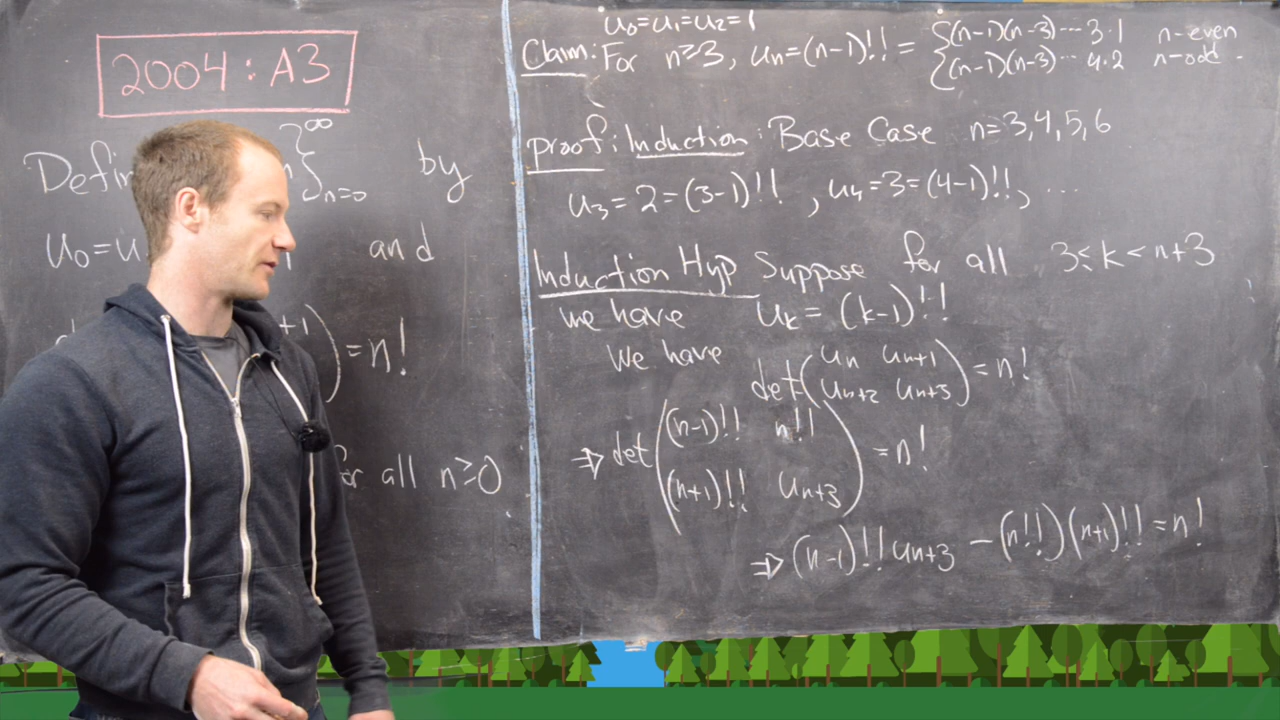 2004: A3
Defin
n}∞n=0 by
u0=u
1 and
+1)=n!
for all n≥0
u0=u1=u2=1
Claim: For n≥3, un=(n-1)!!= {(n-1)(n-3)⋯3·1 n-even
{(n-1)(n-3)⋯4·2 n-odd.
proof: Induction: Base Case n=3,4,5,6
u3=2=(3-1)!!, u4=3=(4-1)!!, ⋯
Induction Hyp Suppose for all 3≤k<n+3
we have uk=(k-1)!!
We have det(un un+1
un+2 un+3)=n!
⇒ det((n-1)!! n!!
(n+1)!! un+3)=n!
⇒ (n-1)!! un+3 - (n!!)(n+1)!! = n!